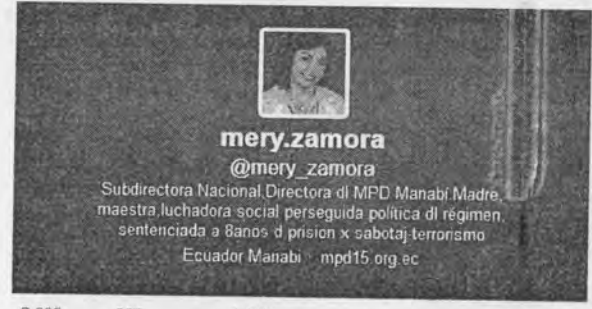 mery.zamora
@mery_zamora
Subdirectora Nacional,Directora dl MPD Manabi.Madre,
maestra,luchadora social perseguida política dl régimen,
sentenciada a 8anos d prision x sabotaj-terrorismo
Ecuador Manabi · mpd15.org.ec